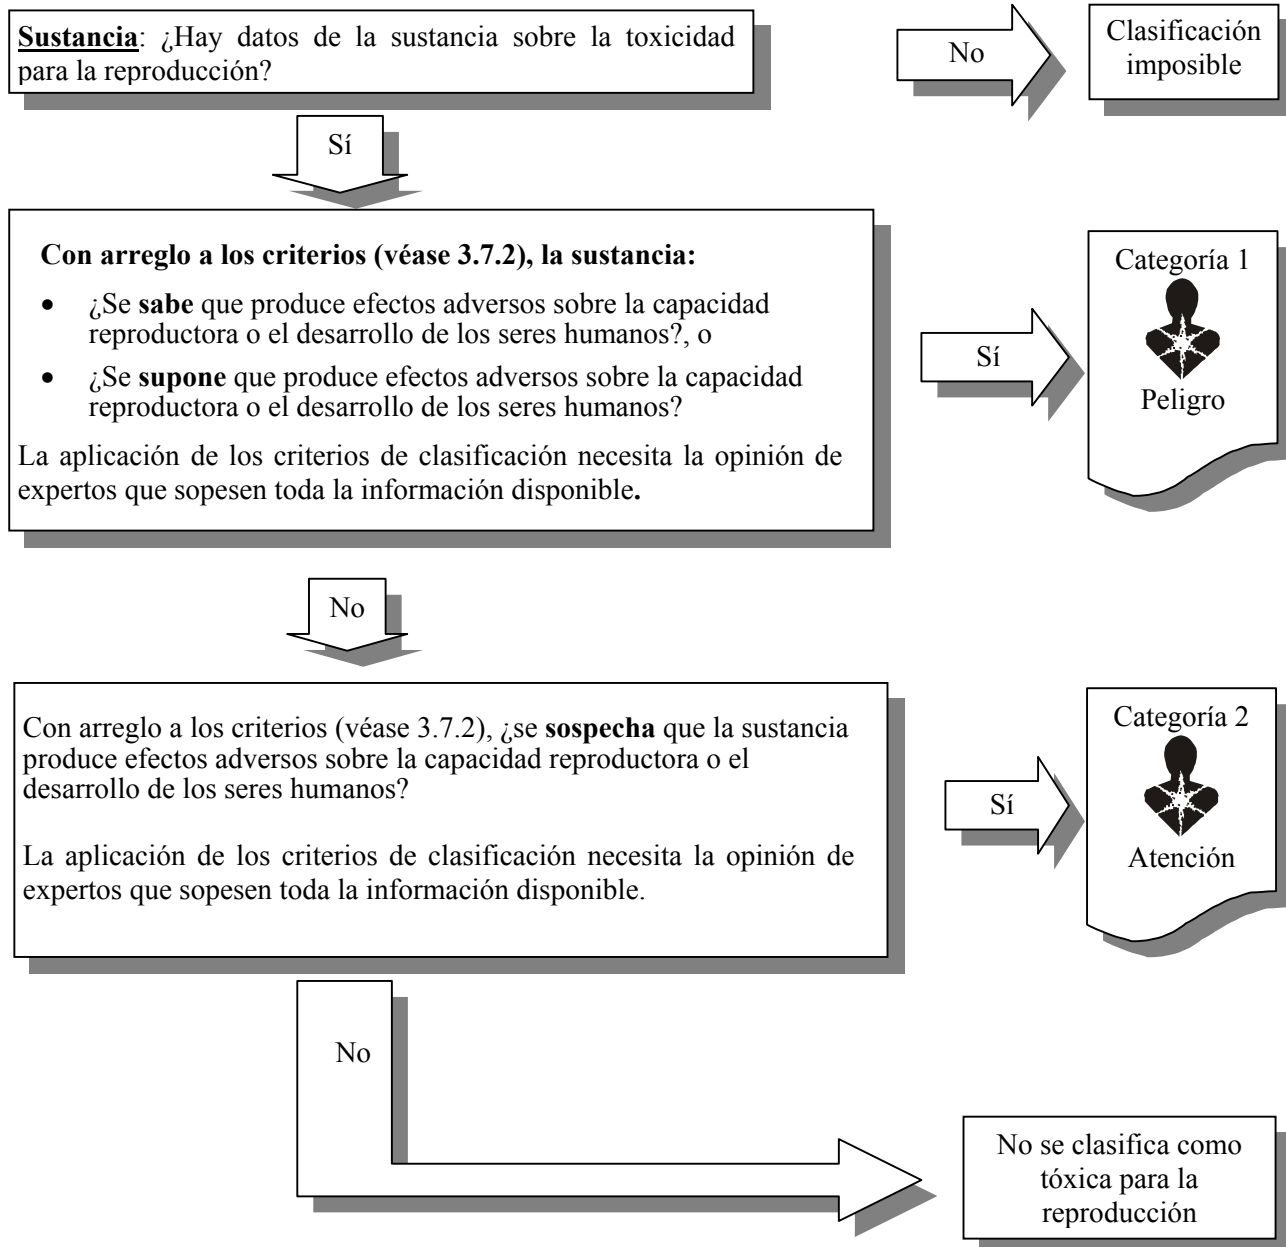 Sustancia: ¿Hay datos de la sustancia sobre la toxicidad
para la reproducción?
No
Clasificación
imposible
Sí
Con arreglo a los criterios (véase 3.7.2), la sustancia:
• ¿Se sabe que produce efectos adversos sobre la capacidad
reproductora o el desarrollo de los seres humanos?, o
• ¿Se supone que produce efectos adversos sobre la capacidad
reproductora o el desarrollo de los seres humanos?
La aplicación de los criterios de clasificación necesita la opinión de
expertos que sopesen toda la información disponible.
Sí
Categoría 1
Peligro
No
Con arreglo a los criterios (véase 3.7.2), ¿se sospecha que la sustancia
produce efectos adversos sobre la capacidad reproductora o el
desarrollo de los seres humanos?
La aplicación de los criterios de clasificación necesita la opinión de
expertos que sopesen toda la información disponible.
Sí
Categoría 2
Atención
No
No se clasifica como
tóxica para la
reproducción